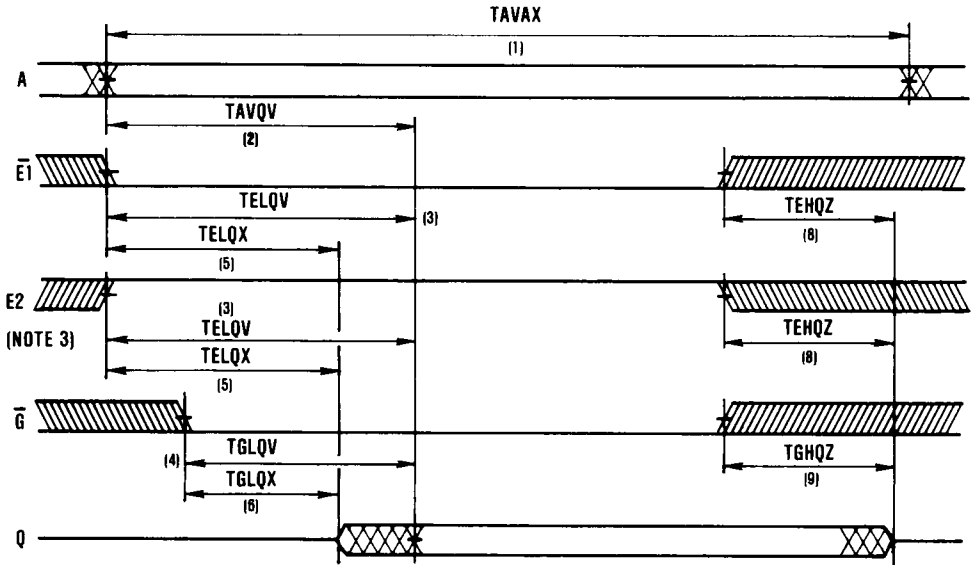 TAVAX
(1)
A
TAVQV
(2)
E1
TELQV
(3)
TEHQZ
(8)
TELQX
(5)
E2
(3)
(NOTE 3)
TELQV
TEHQZ
(8)
TELQX
(5)
G
(4)
TGLQV
TGHQZ
(9)
TGLQX
(6)
Q